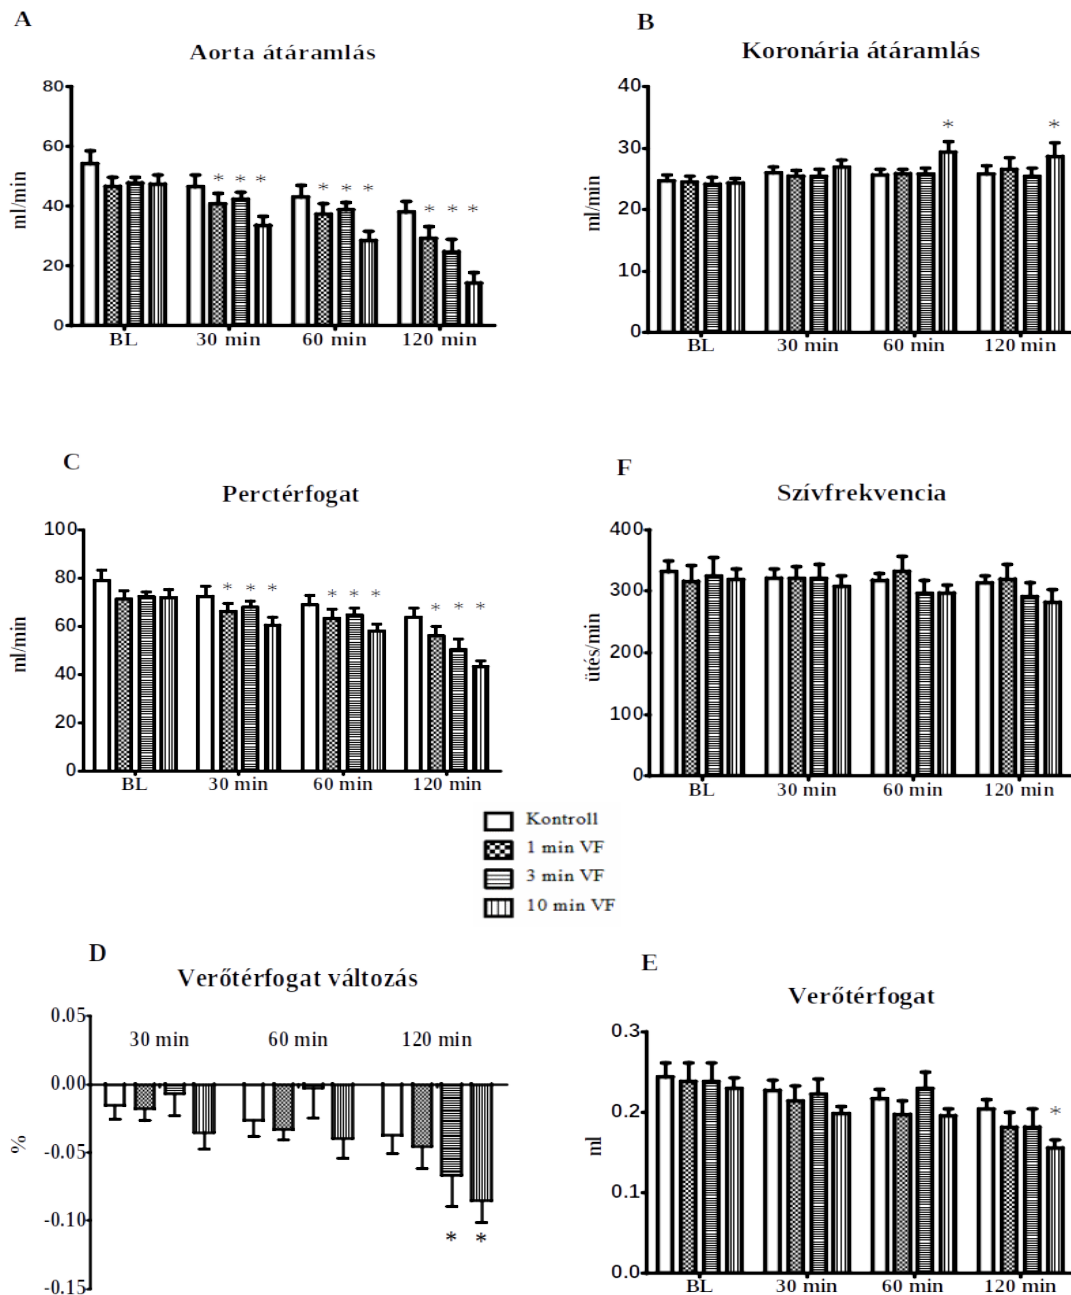 A
Aorta átáramlás
ml/min
80
60
40
20
0
* * * * * * * * *
BL 30 min 60 min 120 min
B
Koronária átáramlás
ml/min
40
30
20
10
0
* *
BL 30 min 60 min 120 min
C
Perctérfogat
ml/min
100
80
60
40
20
0
* * * * * * * * *
BL 30 min 60 min 120 min
F
Szívfrekvencia
ütés/min
400
300
200
100
0
BL 30 min 60 min 120 min
Kontroll
1 min VF
3 min VF
10 min VF
D
Verőtérfogat változás
%
0.05
0.00
-0.05
-0.10
-0.15
30 min 60 min 120 min
* *
E
Verőtérfogat
ml
0.3
0.2
0.1
0.0
*
BL 30 min 60 min 120 min